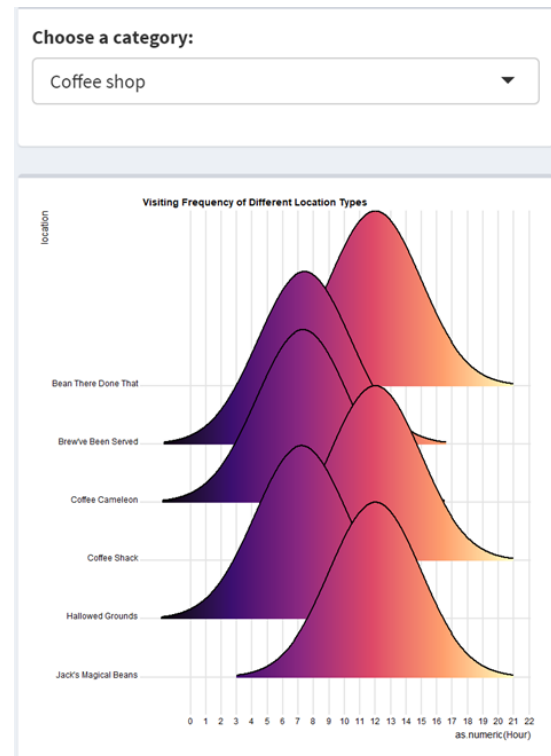 Choose a category:
Coffee shop
Visiting Frequency of Different Location Types
location
Bean There Done That
Brew've Been Served
Coffee Cameleon
Coffee Shack
Hallowed Grounds
Jack's Magical Beans
0 1 2 3 4 5 6 7 8 9 10 11 12 13 14 15 16 17 18 19 20 21 22
as.numeric(Hour)